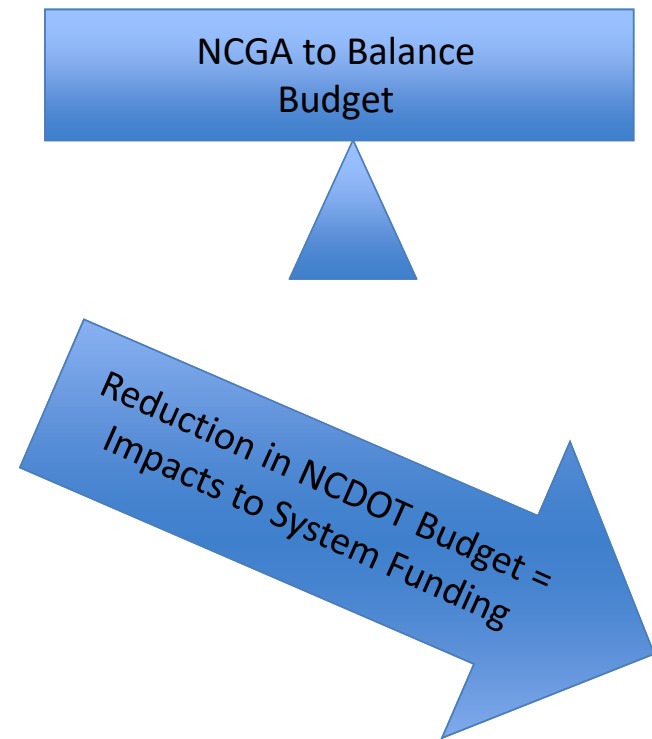 NCGA to Balance
Budget
Reduction in NCDOT Budget =
Impacts to System Funding